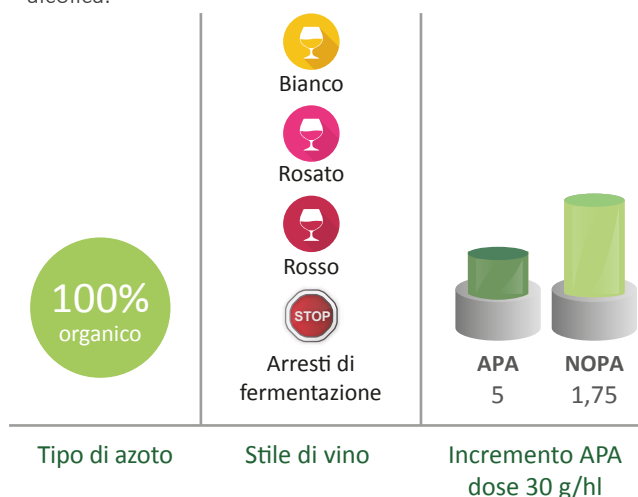 100%
organico
Bianco
Rosato
Rosso
STOP
Arresti di
fermentazione
APA
5
NOPA
1,75
Tipo di azoto
Stile di vino
Incremento APA
dose 30 g/hl